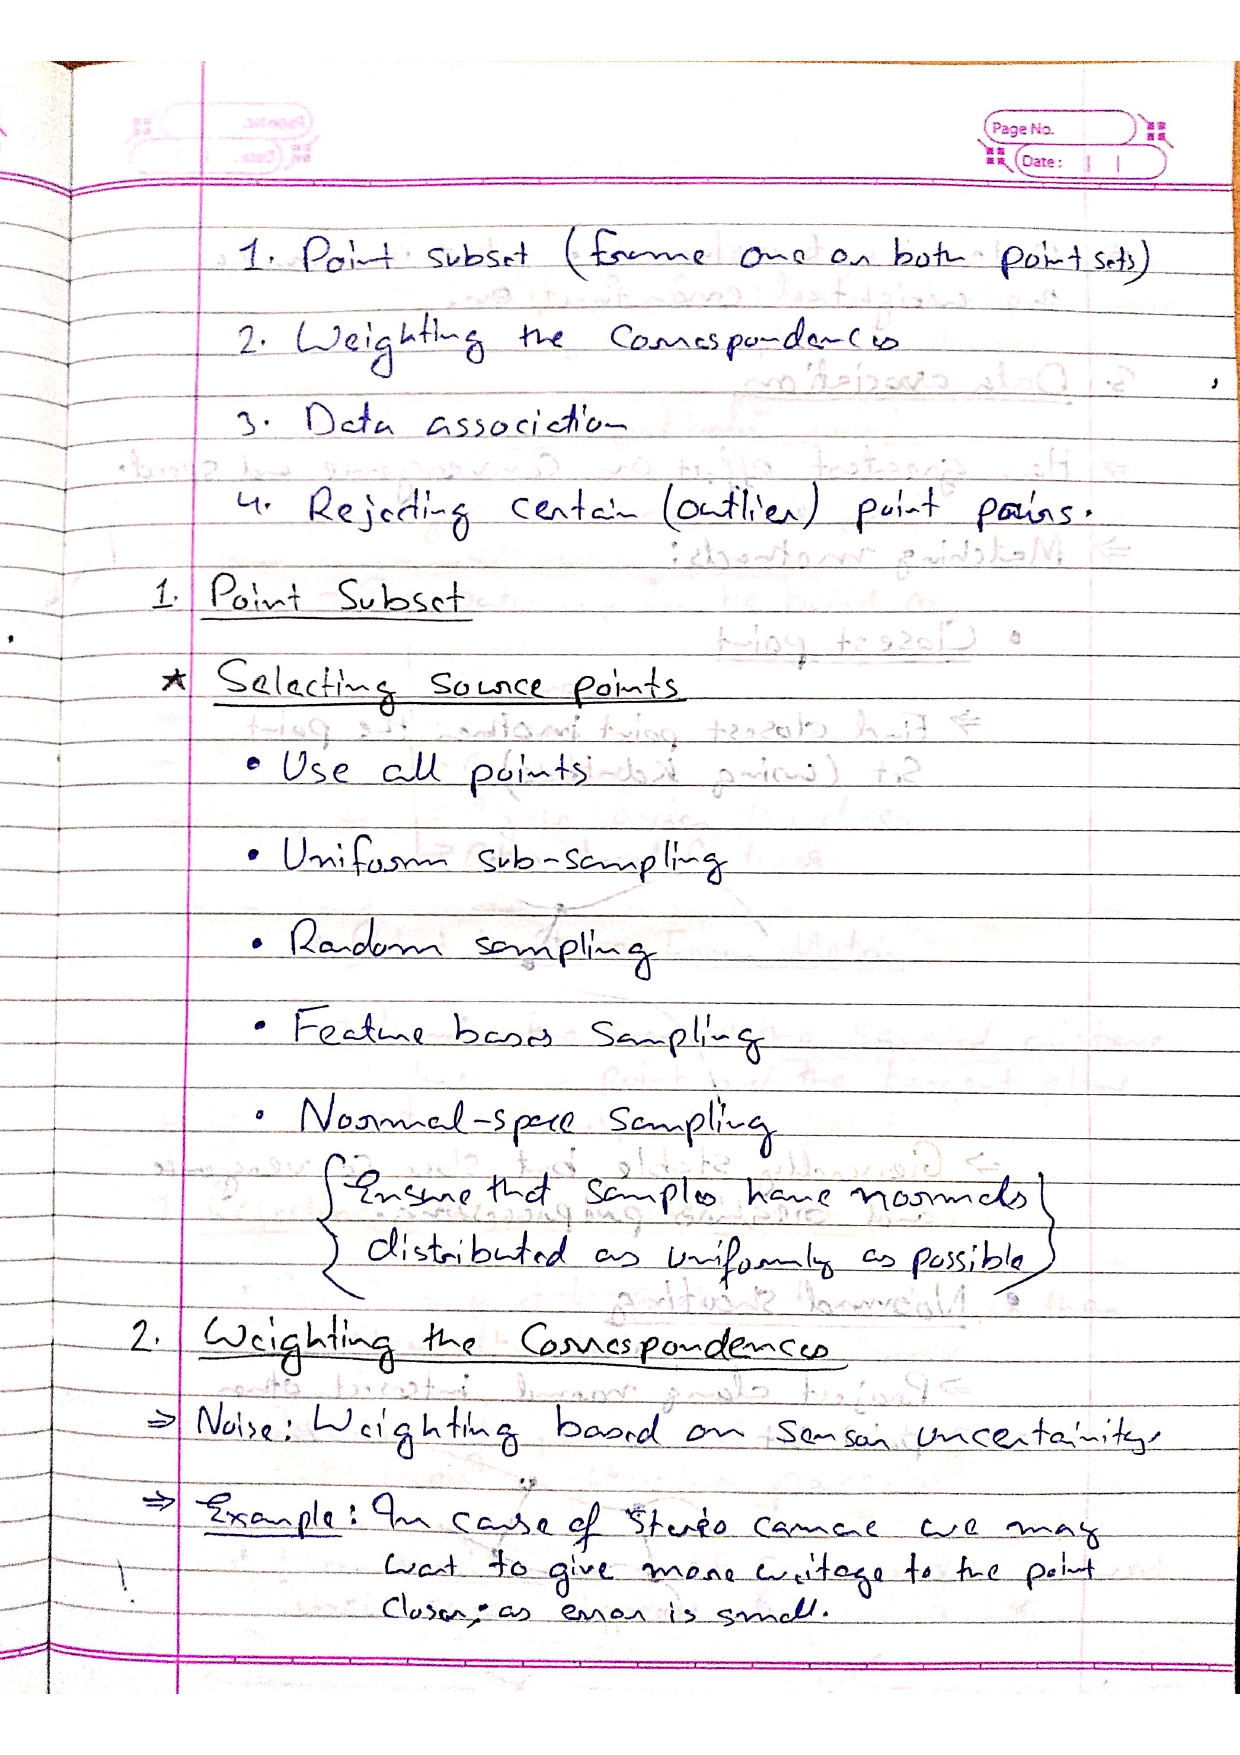 Page No.
Date:
1. Point subset (from one or both point sets)
2. Weighting the Correspondences
3. Data association
4. Rejecting certain (outlier) point pairs.
1. Point Subset
★ Selecting source points
• Use all points
• Uniform sub-sampling
• Random sampling
• Feature based Sampling
• Normal-space sampling
{Ensure that samples have normals
distributed as uniformly as possible}
2. Weighting the Correspondences
⇒ Noise: Weighting based on sensor uncertainity.
⇒ Example: In case of stereo camera we may
want to give more weitage to the point
closer, as error is small.